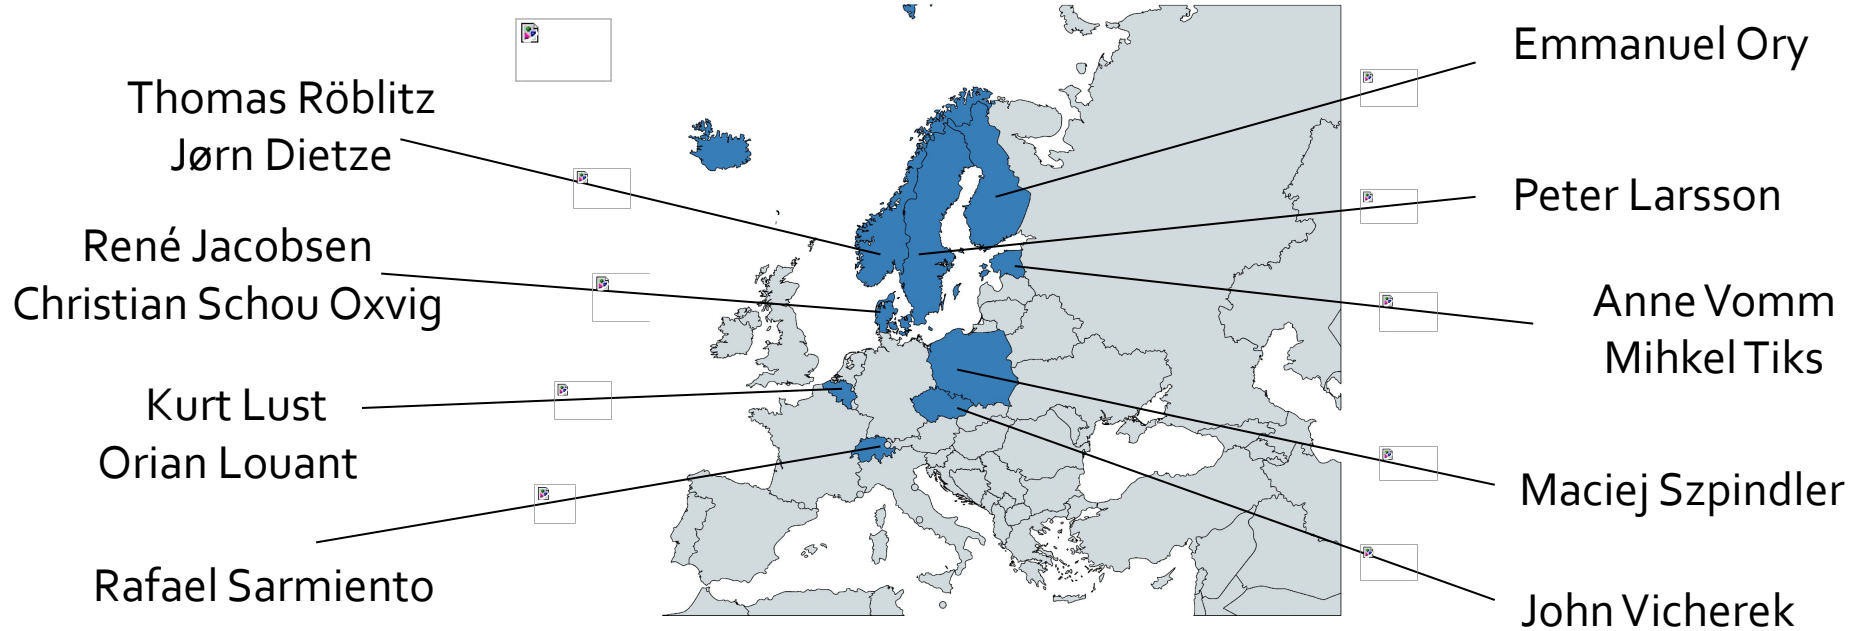 Thomas Röblitz
Jørn Dietze
René Jacobsen
Christian Schou Oxvig
Kurt Lust
Orian Louant
Rafael Sarmiento
Emmanuel Ory
Peter Larsson
Anne Vomm
Mihkel Tiks
Maciej Szpindler
John Vicherek